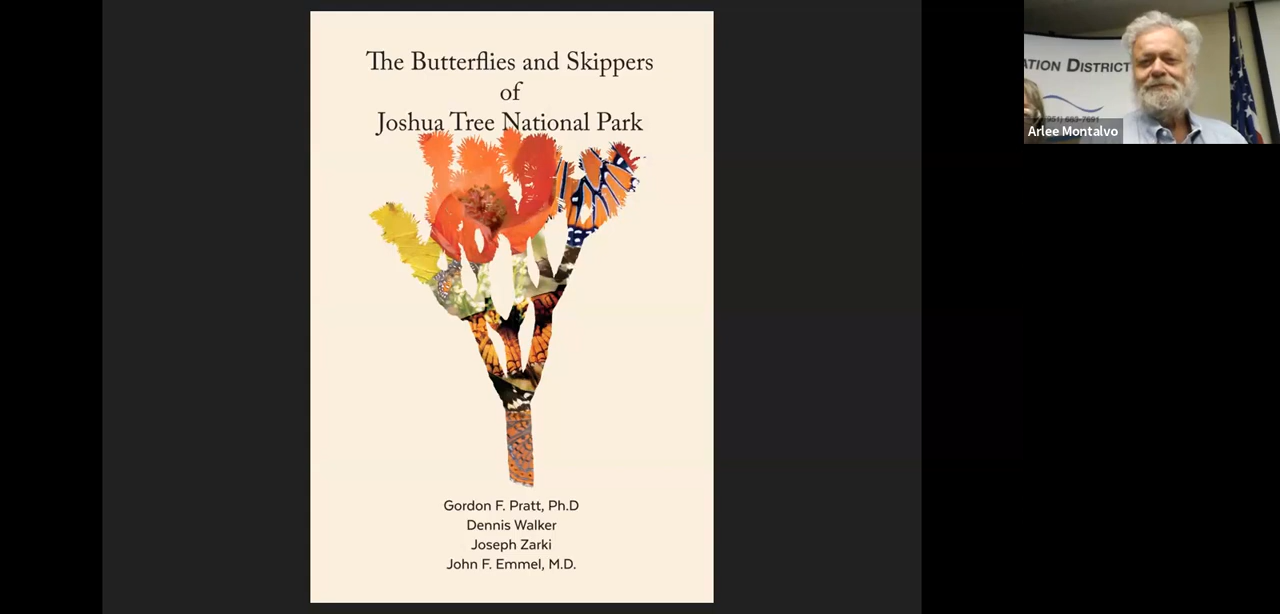 The Butterflies and Skippers
of
Joshua Tree National Park
Gordon F. Pratt, Ph.D
Dennis Walker
Joseph Zarki
John F. Emmel, M.D.
ATION DISTRICT
Arlee Montalvo